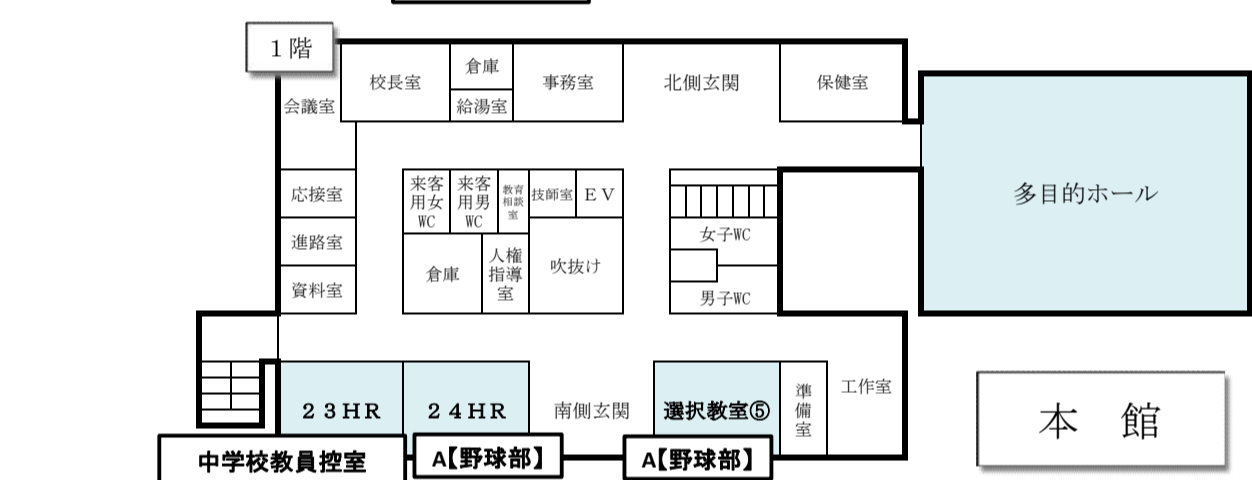 １階
校長室
倉庫
給湯室
事務室
北側玄関
保健室
会議室
多目的ホール
応接室
進路室
資料室
来客
用女
WC
来客
用男
WC
教育
相談
室
技師室
ＥＶ
倉庫
人権
指導
室
吹抜け
女子WC
男子WC
２３HR
２４HR
南側玄関
選択教室⑤
準
備
室
工作室
本　館
中学校教員控室
A【野球部】
A【野球部】